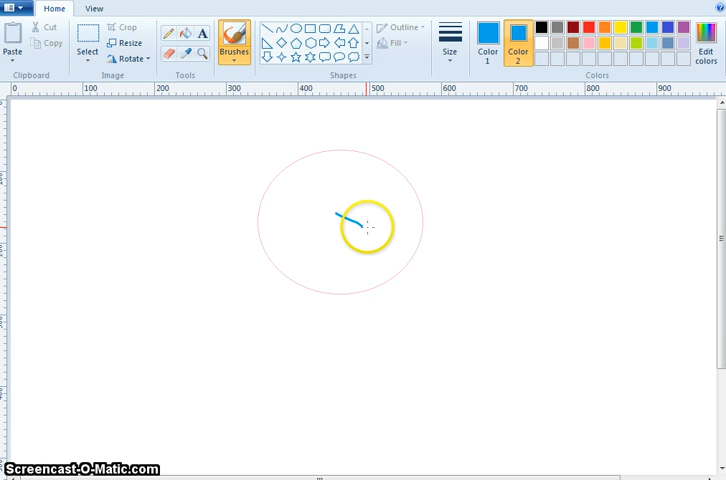 Home View
Paste
Cut
Copy
Clipboard
Select
Crop
Resize
Rotate
Image
A
Tools
Brushes
Outline
Fill
Shapes
Size
Color 1
Color 2
Edit colors
Colors
0 100 200 300 400 500 600 700 800 900
Screencast-O-Matic.com